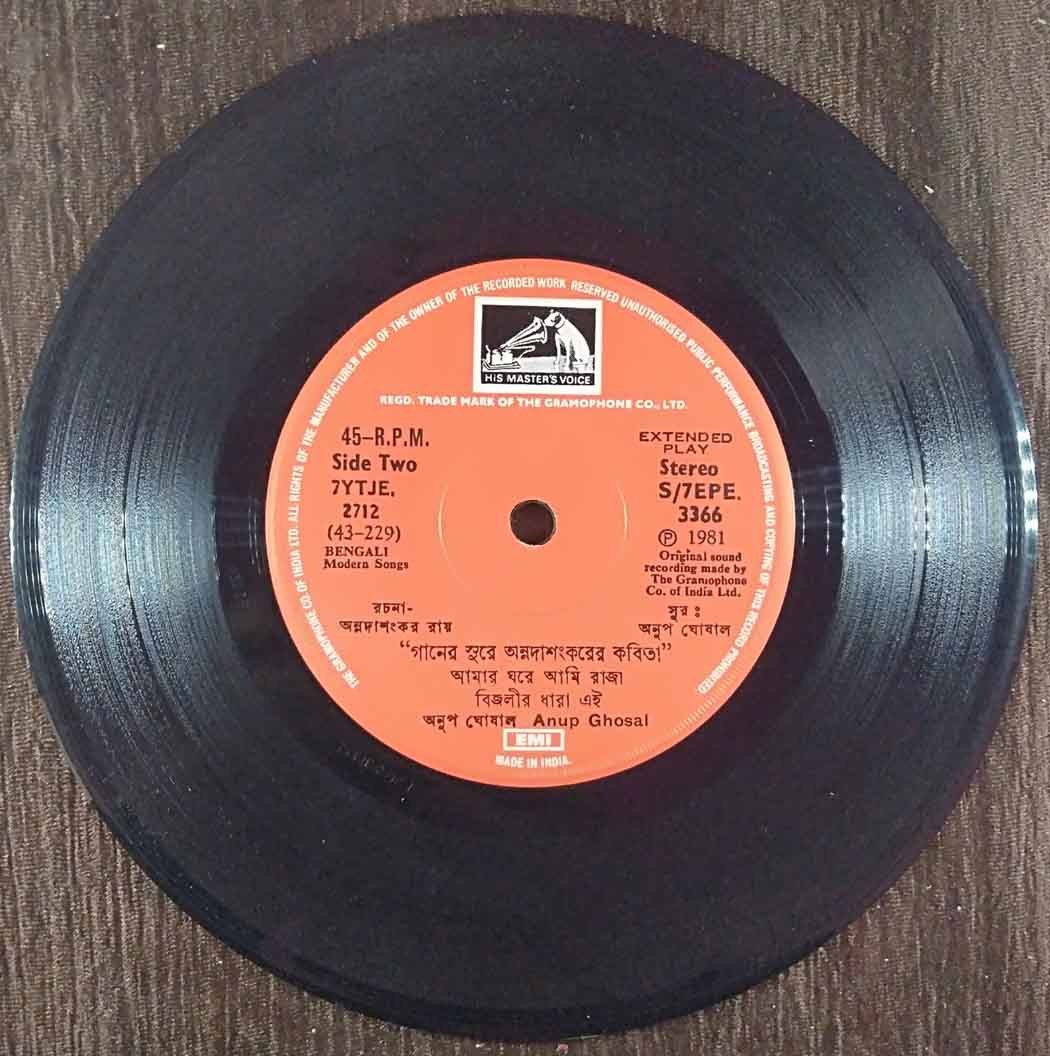 THE GRAMOPHONE CO. OF INDIA LTD. ALL RIGHTS OF THE MANUFACTURER AND OF THE OWNER OF THE RECORDED WORK RESERVED UNAUTHORISED PUBLIC PERFORMANCE BROADCASTING AND COPYING OF THIS RECORD PROHIBITED.
HIS MASTER'S VOICE
REGD. TRADE MARK OF THE GRAMOPHONE CO., LTD.
45-R.P.M.
Side Two
7YTJE.
2712
(43-229)
BENGALI
Modern Songs
EXTENDED
PLAY
Stereo
S/7EPE.
3366
Ⓟ 1981
Original sound
recording made by
The Gramophone
Co. of India Ltd.
রচনা-
অন্নদাশংকর রায়
সুর ঃ
অনুপ ঘোষাল
“গানের সুরে অন্নদাশংকরের কবিতা”
আমার ঘরে আমি রাজা
বিজলীর ধারা এই
অনুপ ঘোষাল Anup Ghosal
EMI
MADE IN INDIA.